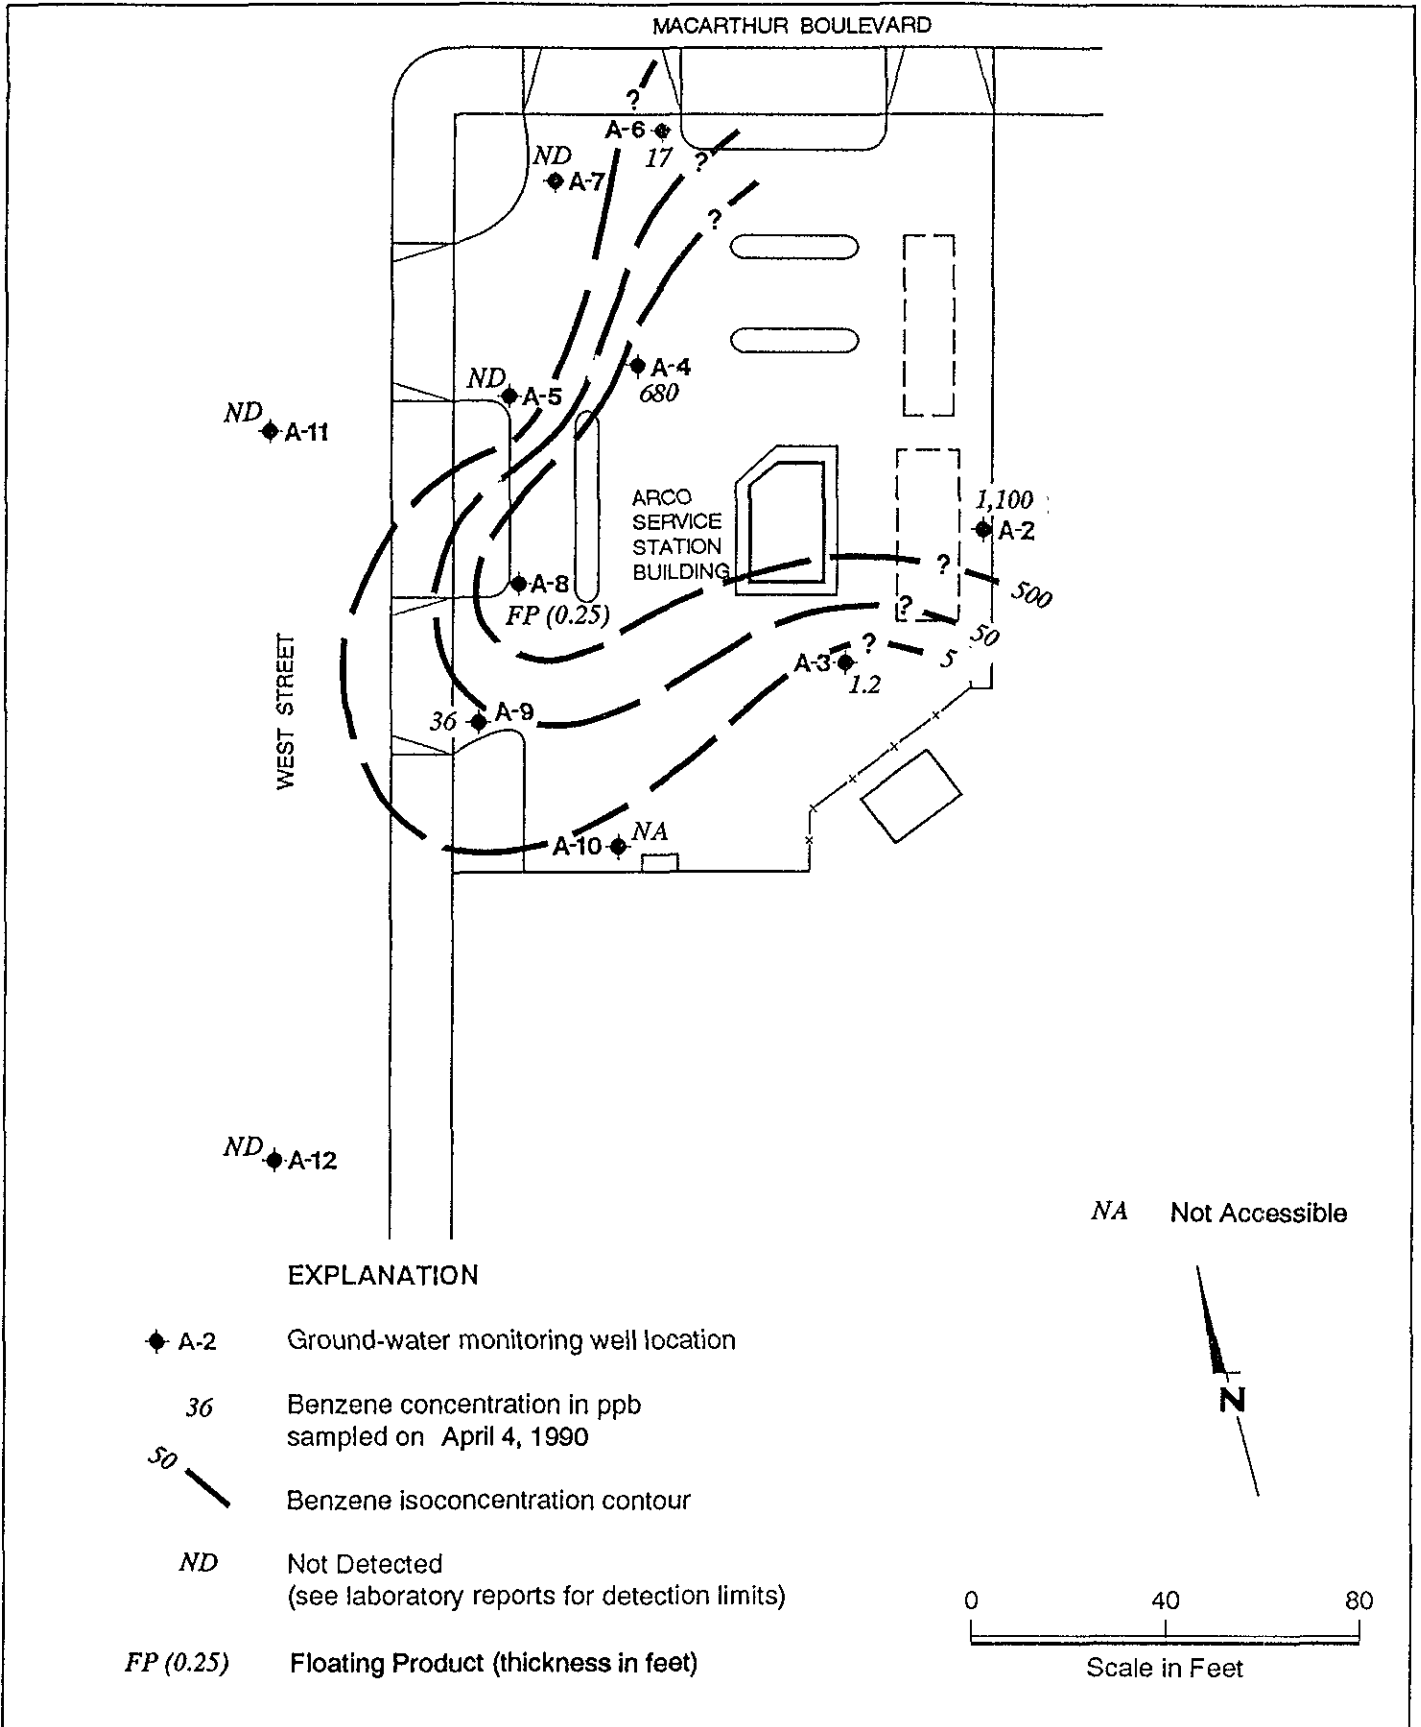 MACARTHUR BOULEVARD
?
A-6
17
?
ND
A-7
?
A-4
680
ND
A-5
ND
A-11
ARCO
SERVICE
STATION
BUILDING
1,100
A-2
?
500
A-8
FP (0.25)
?
50
?
5
A-3
1.2
WEST STREET
36
A-9
A-10
NA
ND
A-12
NA Not Accessible
EXPLANATION
A-2 Ground-water monitoring well location
36 Benzene concentration in ppb
sampled on April 4, 1990
50
Benzene isoconcentration contour
ND Not Detected
(see laboratory reports for detection limits)
FP (0.25) Floating Product (thickness in feet)
N
0 40 80
Scale in Feet